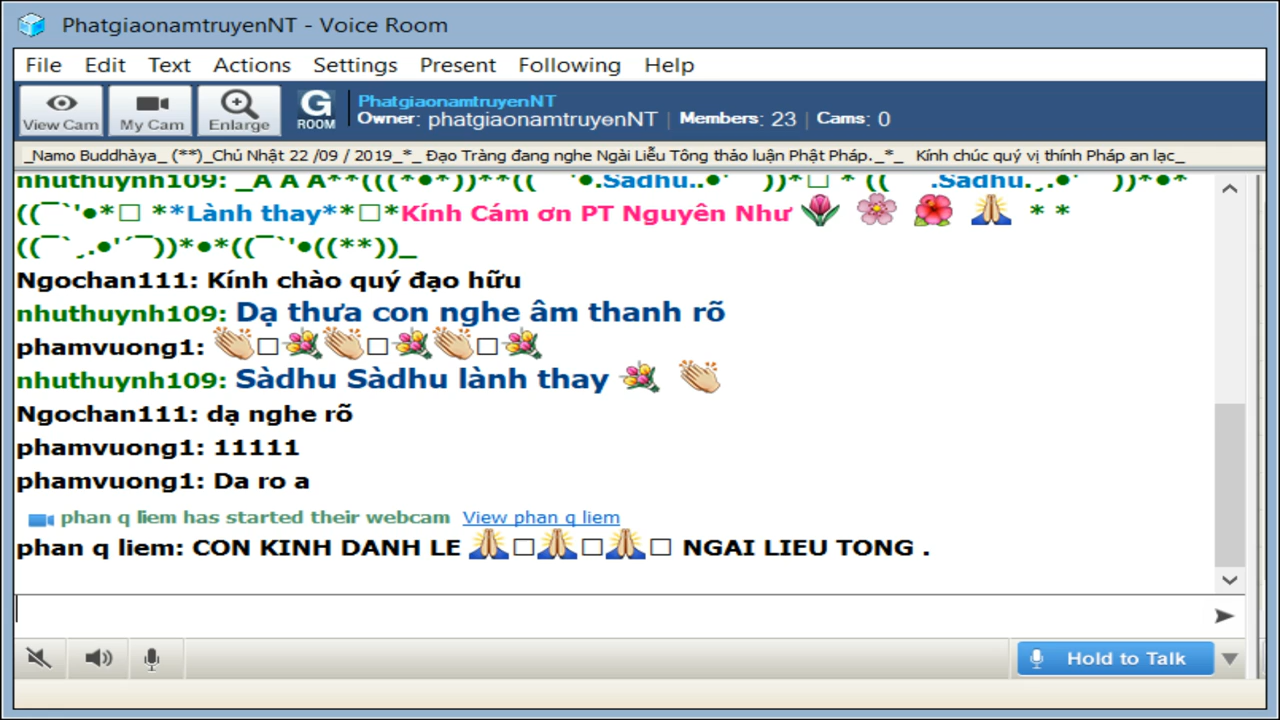 PhatgiaonamtruyenNT - Voice Room
File Edit Text Actions Settings Present Following Help
View Cam My Cam Enlarge G ROOM
PhatgiaonamtruyenNT
Owner: phatgiaonamtruyenNT | Members: 23 | Cams: 0
_Namo Buddhàya_ (**)_Chủ Nhật 22 /09 / 2019_*_ Đạo Tràng đang nghe Ngài Liễu Tông thảo luận Phật Pháp._*_ Kính chúc quý vị thính Pháp an lạc_
nhuthuynh109: _Â Â Â**(((*●*))**(( '●.Sàdhu..●' ))*□ * (( .Sàdhu.¸.●' ))*●*
((¯`'●*□ **Lành thay**□*Kính Cám ơn PT Nguyên Như 🌷 🌸 🌺 🙏 * *
((¯`¸.●'´¯))*●*((¯`'●((**))_
Ngochan111: Kính chào quý đạo hữu
nhuthuynh109: Dạ thưa con nghe âm thanh rõ
phamvuong1: 👏□💐👏□💐👏□💐
nhuthuynh109: Sàdhu Sàdhu lành thay 💐 👏
Ngochan111: dạ nghe rõ
phamvuong1: 11111
phamvuong1: Da ro a
phan q liem has started their webcam View phan q liem
phan q liem: CON KINH DANH LE 🙏□🙏□🙏□ NGAI LIEU TONG .
Hold to Talk